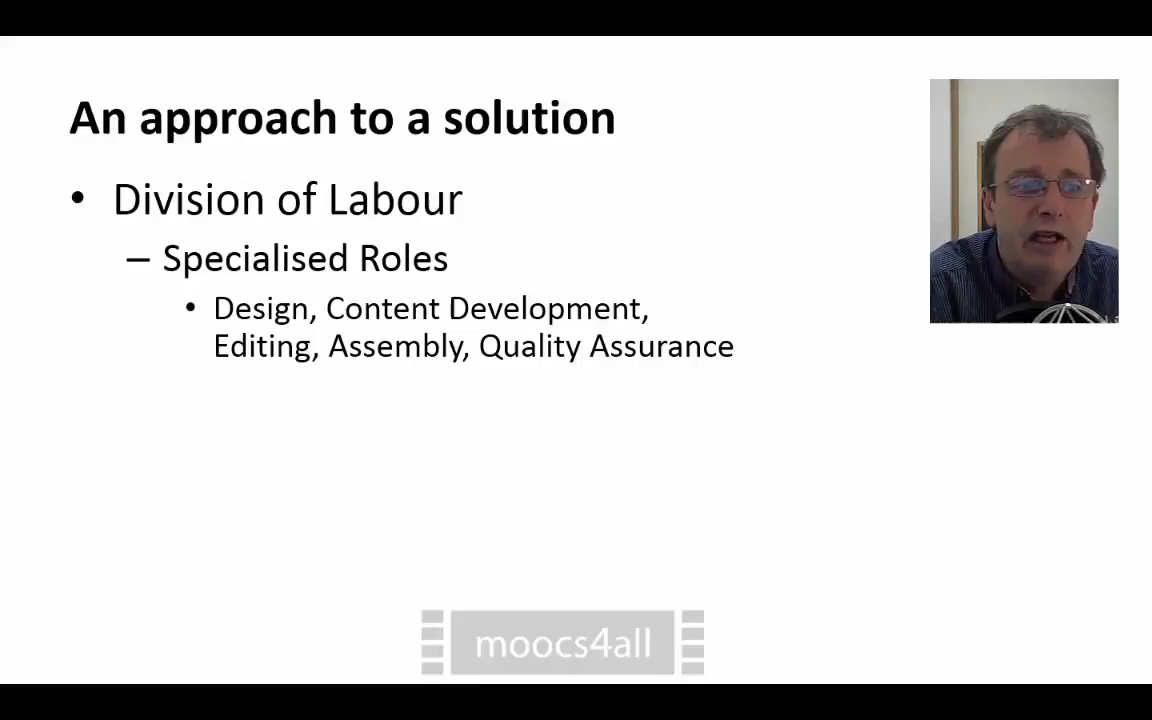 An approach to a solution
• Division of Labour
– Specialised Roles
• Design, Content Development,
Editing, Assembly, Quality Assurance
moocs4all